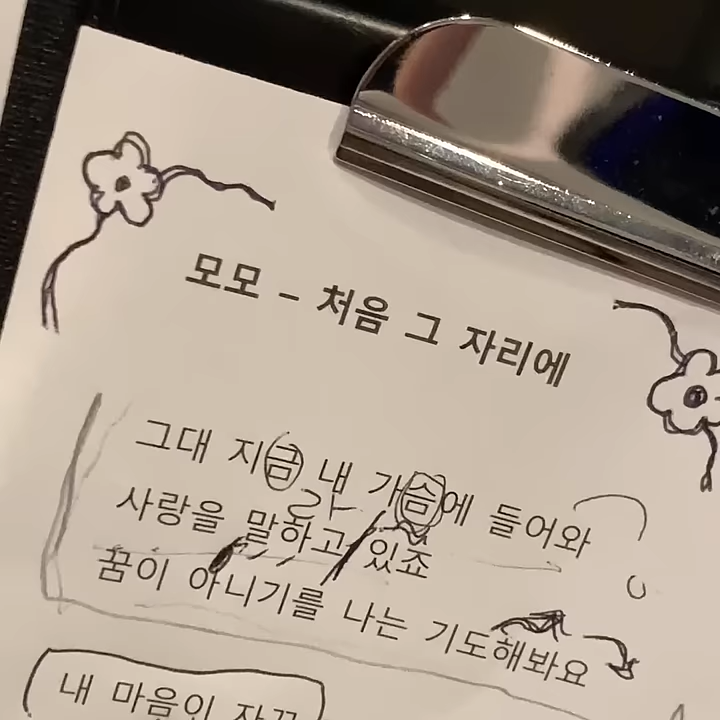 모모 - 처음 그 자리에
그대 지금 내 가슴에 들어와
사랑을 말하고 있죠
꿈이 아니기를 나는 기도해봐요
내 마음이 자꾸